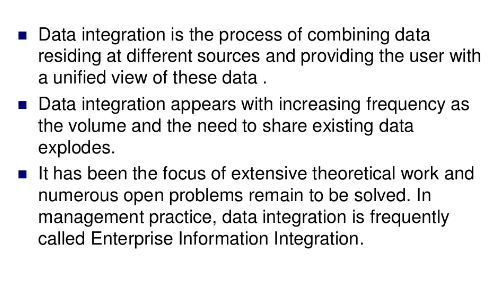 Data integration is the process of combining data
residing at different sources and providing the user with
a unified view of these data .
Data integration appears with increasing frequency as
the volume and the need to share existing data
explodes.
It has been the focus of extensive theoretical work and
numerous open problems remain to be solved. In
management practice, data integration is frequently
called Enterprise Information Integration.